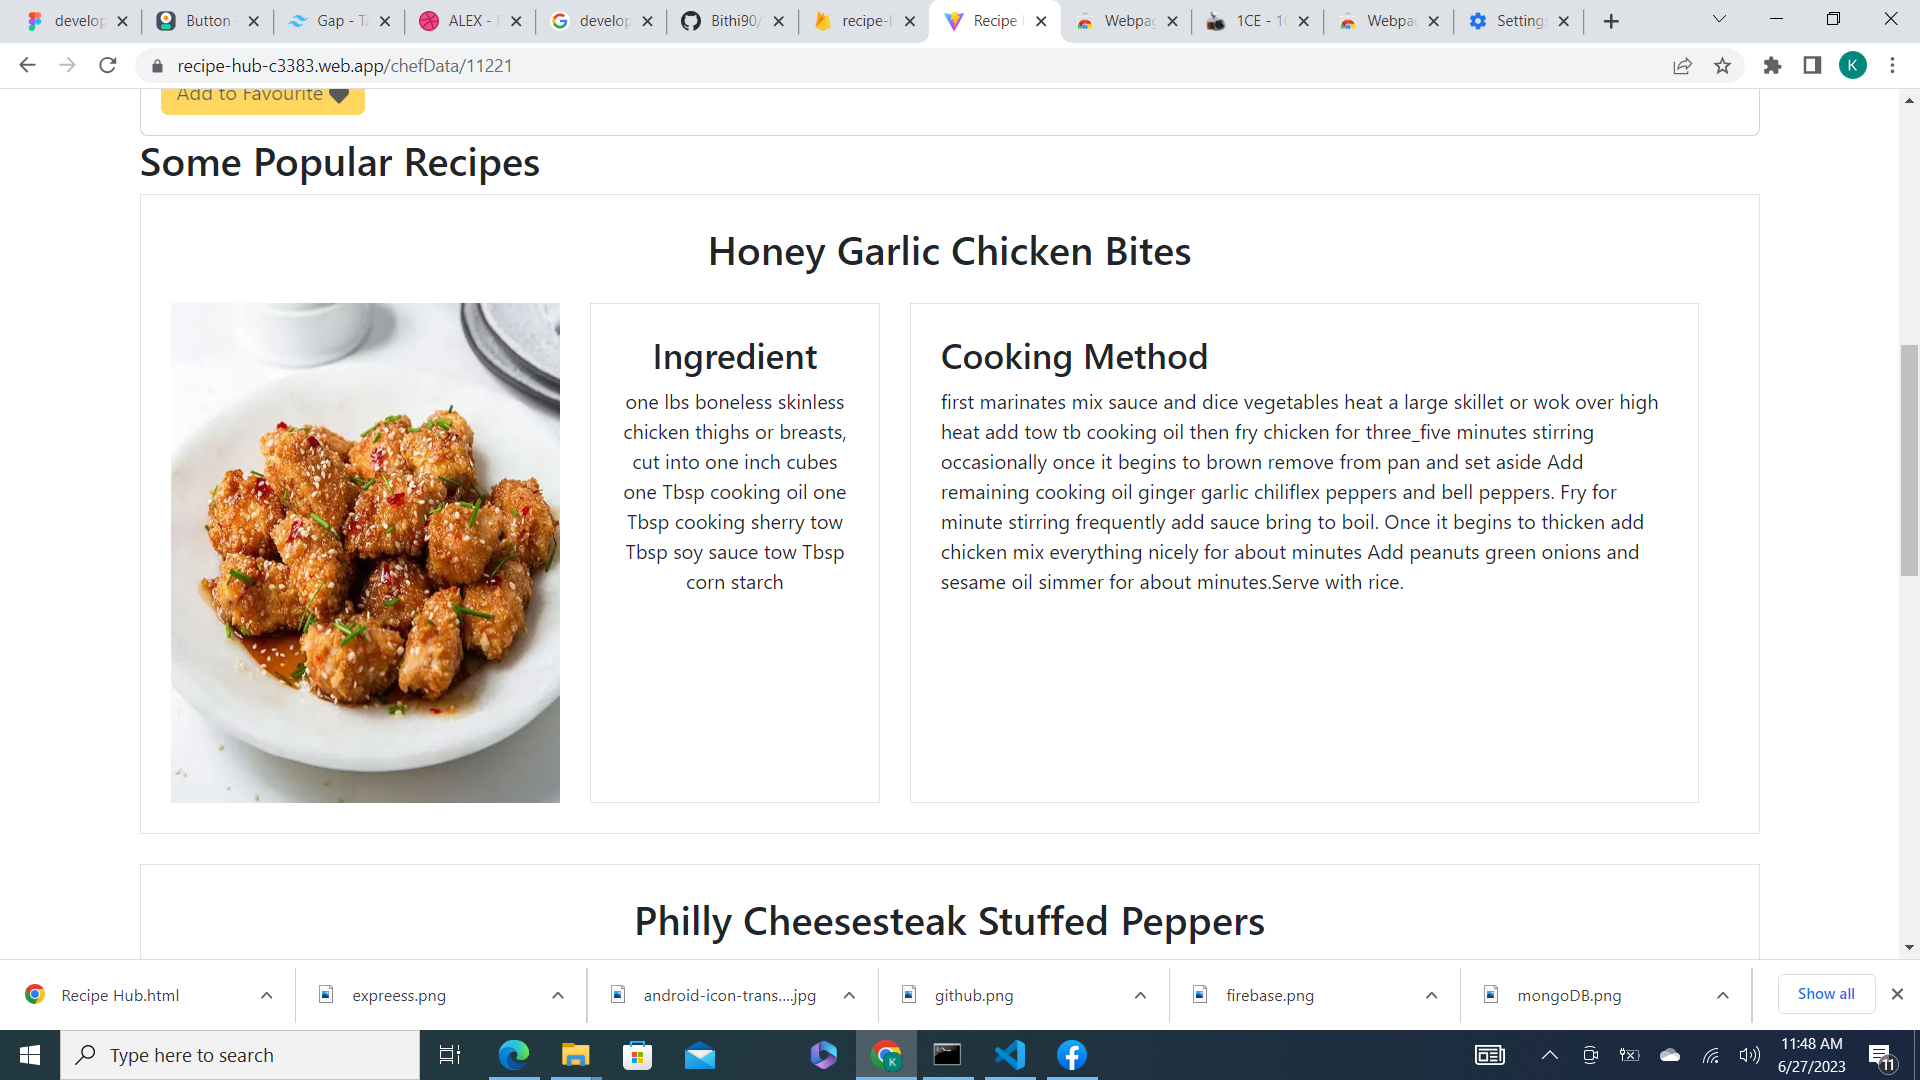 develop
Button -
Gap - Ta
ALEX - F
develop
Bithi90/
recipe-h
Recipe H
Webpag
1CE - 1C
Webpag
Settings
recipe-hub-c3383.web.app/chefData/11221
K
Add to Favourite
Some Popular Recipes
Honey Garlic Chicken Bites
Ingredient
one lbs boneless skinless
chicken thighs or breasts,
cut into one inch cubes
one Tbsp cooking oil one
Tbsp cooking sherry tow
Tbsp soy sauce tow Tbsp
corn starch
Cooking Method
first marinates mix sauce and dice vegetables heat a large skillet or wok over high
heat add tow tb cooking oil then fry chicken for three_five minutes stirring
occasionally once it begins to brown remove from pan and set aside Add
remaining cooking oil ginger garlic chiliflex peppers and bell peppers. Fry for
minute stirring frequently add sauce bring to boil. Once it begins to thicken add
chicken mix everything nicely for about minutes Add peanuts green onions and
sesame oil simmer for about minutes.Serve with rice.
Philly Cheesesteak Stuffed Peppers
Recipe Hub.html
expreess.png
android-icon-trans....jpg
github.png
firebase.png
mongoDB.png
Show all
Type here to search
K
11:48 AM
6/27/2023
11